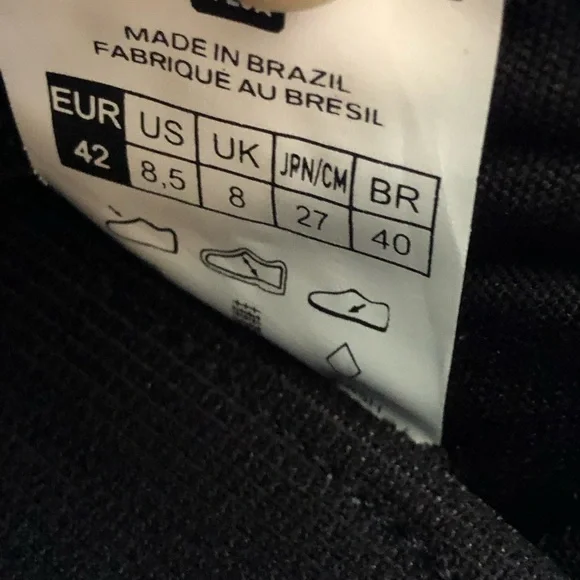 MADE IN BRAZIL
FABRIQUÉ AU BRESIL
EUR US UK JPN/CM BR
42 8,5 8 27 40